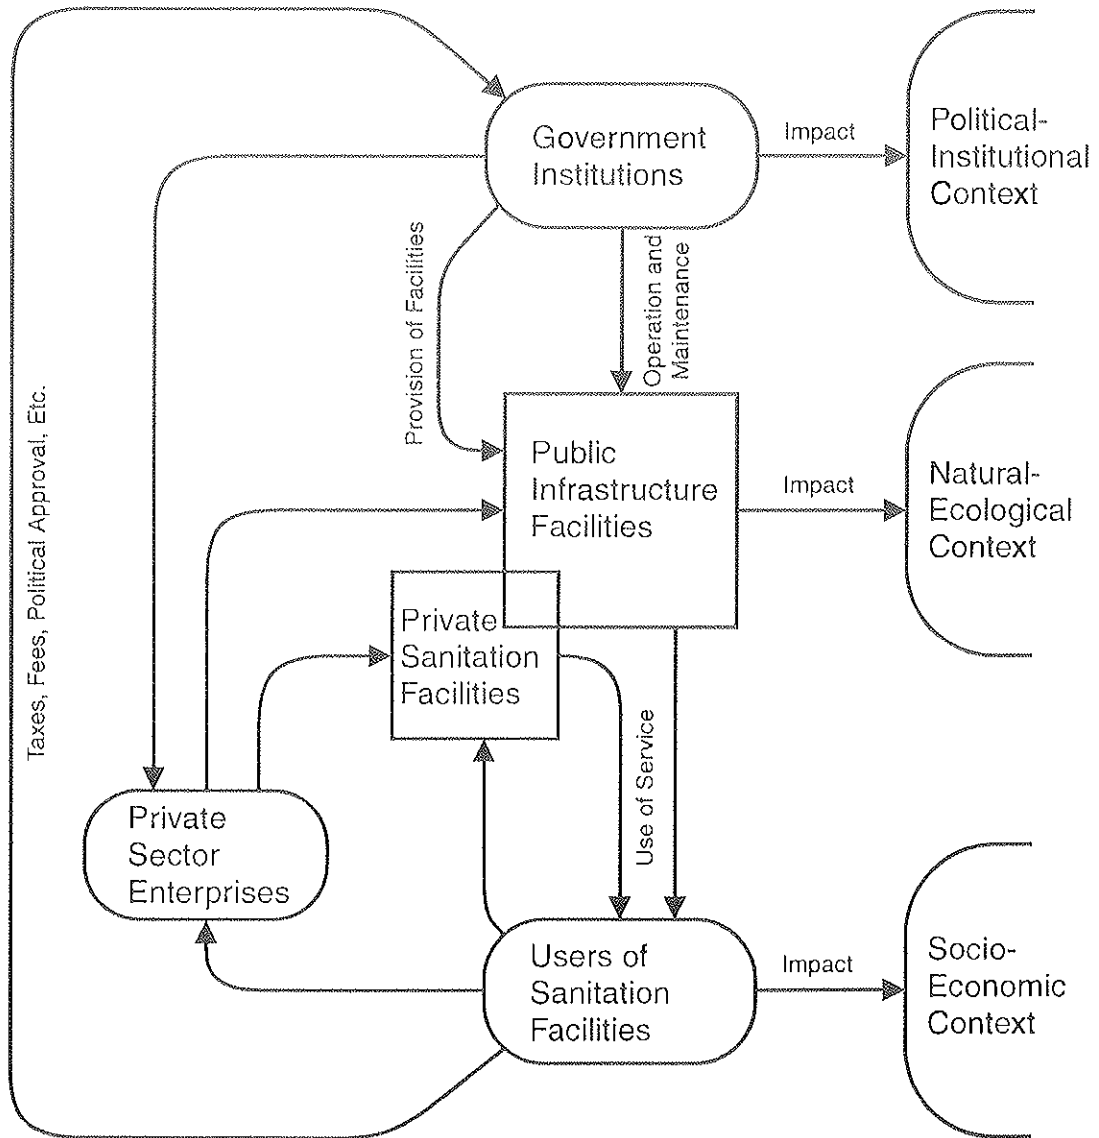 Government
Institutions
Impact
Political-
Institutional
Context
Provision of Facilities
Operation and
Maintenance
Taxes, Fees, Political Approval, Etc.
Public
Infrastructure
Facilities
Impact
Natural-
Ecological
Context
Private
Sanitation
Facilities
Use of Service
Private
Sector
Enterprises
Users of
Sanitation
Facilities
Impact
Socio-
Economic
Context